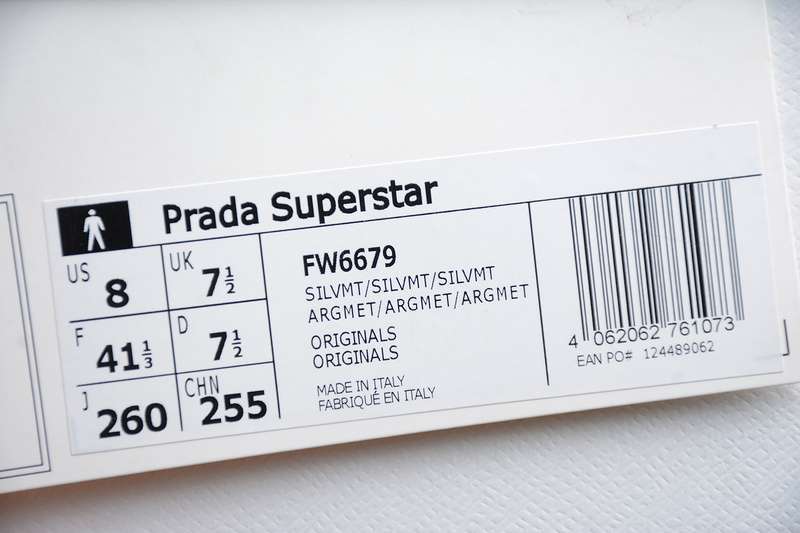 Prada Superstar
US 8 UK 7½
F 41⅓ D 7½
J 260 CHN 255
FW6679
SILVMT/SILVMT/SILVMT
ARGMET/ARGMET/ARGMET
ORIGINALS
ORIGINALS
MADE IN ITALY
FABRIQUÉ EN ITALY
4 062062 761073
EAN PO# 124489062